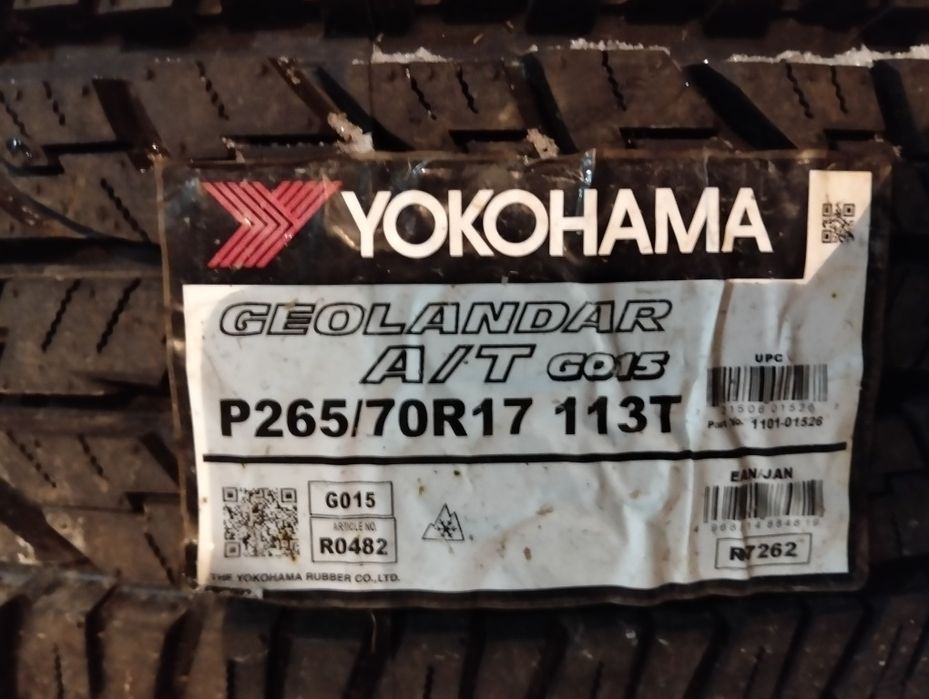 YOKOHAMA
GEOLANDAR
A/T G015
P265/70R17 113T
UPC
Part No. 1101-01526
EAN/JAN
G015
ARTICLE NO.
R0482
R7262
THE YOKOHAMA RUBBER CO.,LTD.